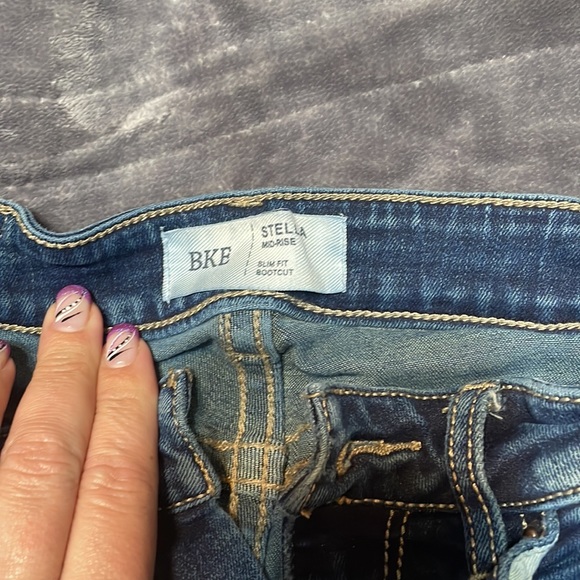 BKE
STELLA
MID-RISE
SLIM FIT
BOOTCUT